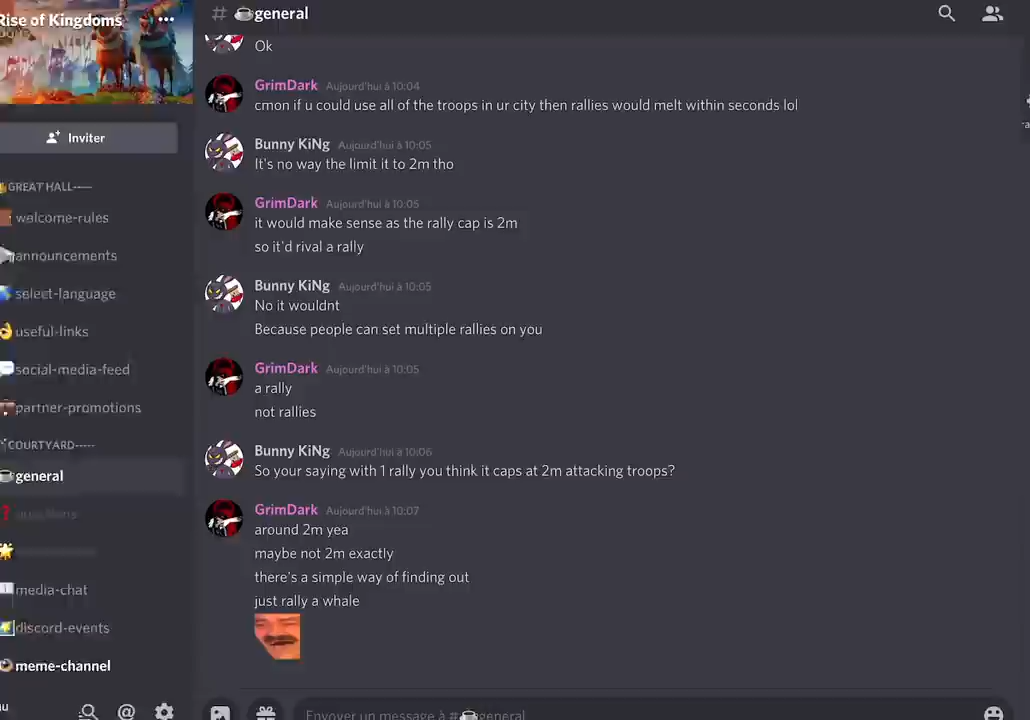 Rise of Kingdoms
Inviter
GREAT HALL-----
welcome-rules
announcements
select-language
useful-links
social-media-feed
partner-promotions
COURTYARD-----
general
media-chat
discord-events
meme-channel
# general
Ok
GrimDark Aujourd'hui à 10:04
cmon if u could use all of the troops in ur city then rallies would melt within seconds lol
Bunny KiNg Aujourd'hui à 10:05
It's no way the limit it to 2m tho
GrimDark Aujourd'hui à 10:05
it would make sense as the rally cap is 2m
so it'd rival a rally
Bunny KiNg Aujourd'hui à 10:05
No it wouldnt
Because people can set multiple rallies on you
GrimDark Aujourd'hui à 10:05
a rally
not rallies
Bunny KiNg Aujourd'hui à 10:06
So your saying with 1 rally you think it caps at 2m attacking troops?
GrimDark Aujourd'hui à 10:07
around 2m yea
maybe not 2m exactly
there's a simple way of finding out
just rally a whale
Envoyer un message à # general